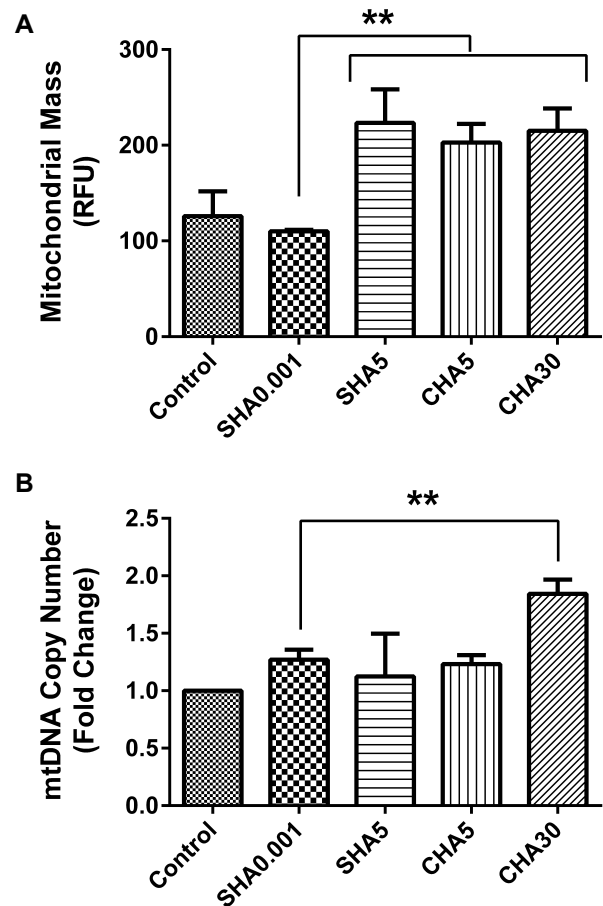 A
**
Mitochondrial Mass
(RFU)
300
200
100
0
Control
SHA0.001
SHA5
CHA5
CHA30
B
**
mtDNA Copy Number
(Fold Change)
2.5
2.0
1.5
1.0
0.5
0.0
Control
SHA0.001
SHA5
CHA5
CHA30